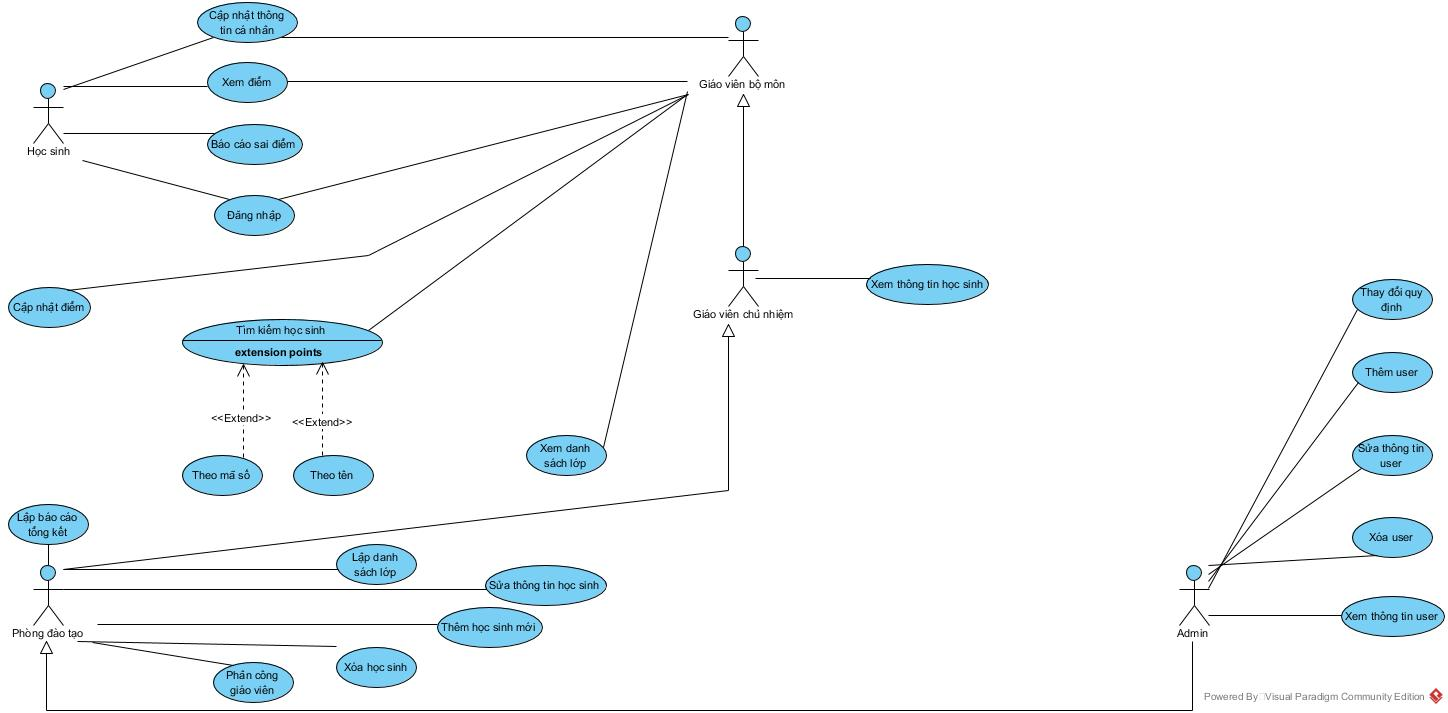 Cập nhật thông
tin cá nhân
Xem điểm
Giáo viên bộ môn
Học sinh
Báo cáo sai điểm
Đăng nhập
Cập nhật điểm
Xem thông tin học sinh
Giáo viên chủ nhiệm
Thay đổi quy
định
Tìm kiếm học sinh
extension points
Thêm user
<<Extend>>
<<Extend>>
Xem danh
sách lớp
Sửa thông tin
user
Theo mã số
Theo tên
Lập báo cáo
tổng kết
Xóa user
Lập danh
sách lớp
Sửa thông tin học sinh
Thêm học sinh mới
Xem thông tin user
Phòng đào tạo
Admin
Xóa học sinh
Phân công
giáo viên
Powered By Visual Paradigm Community Edition